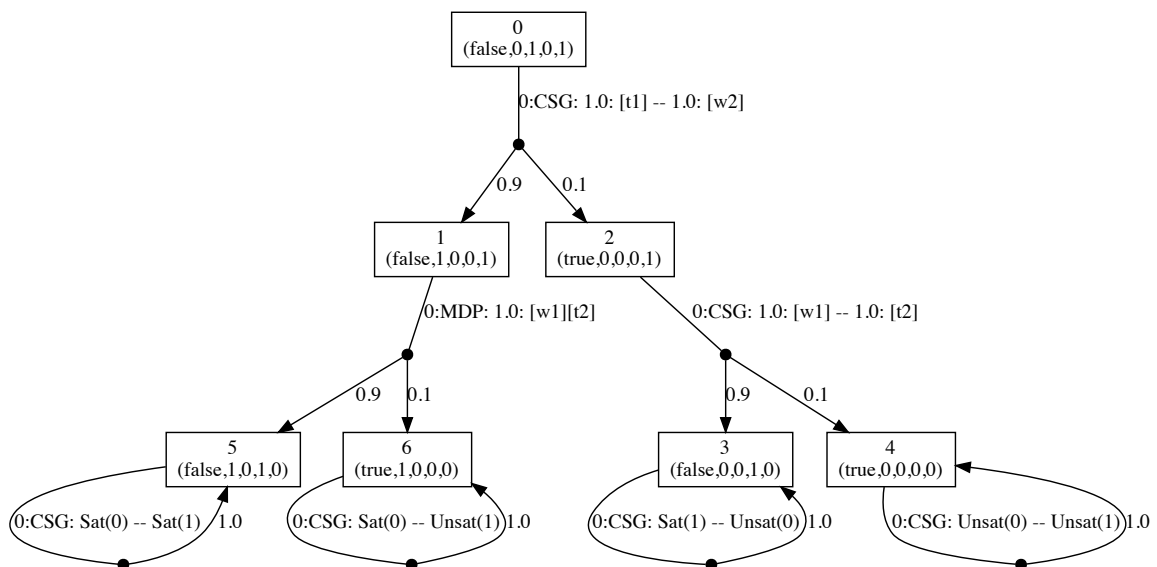 0
(false,0,1,0,1)
0:CSG: 1.0: [t1] -- 1.0: [w2]
0.9
0.1
1
(false,1,0,0,1)
2
(true,0,0,0,1)
0:MDP: 1.0: [w1][t2]
0:CSG: 1.0: [w1] -- 1.0: [t2]
0.9
0.1
0.9
0.1
5
(false,1,0,1,0)
6
(true,1,0,0,0)
3
(false,0,0,1,0)
4
(true,0,0,0,0)
0:CSG: Sat(0) -- Sat(1)
1.0
0:CSG: Sat(0) -- Unsat(1)
1.0
0:CSG: Sat(1) -- Unsat(0)
1.0
0:CSG: Unsat(0) -- Unsat(1)
1.0